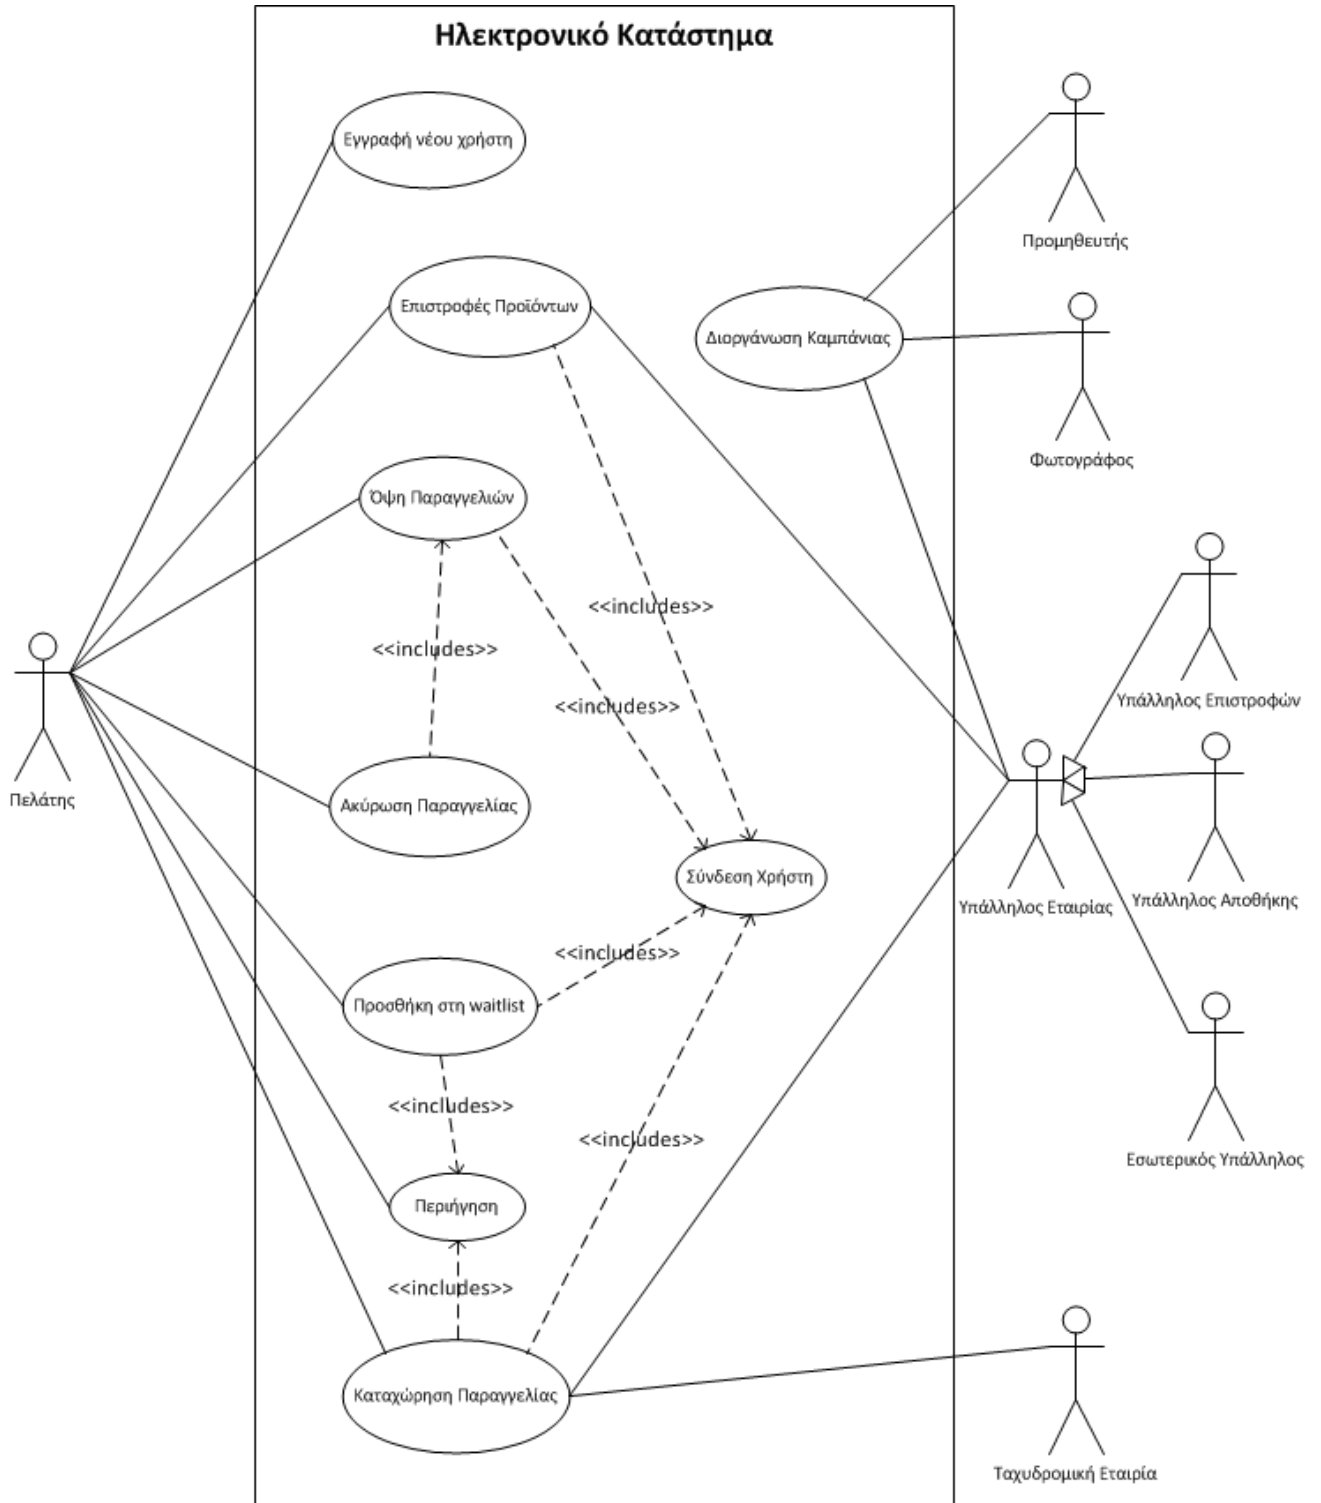 Ηλεκτρονικό Κατάστημα
Εγγραφή νέου χρήστη
Προμηθευτής
Επιστροφές Προϊόντων
Διοργάνωση Καμπάνιας
Φωτογράφος
Όψη Παραγγελιών
<<includes>>
<<includes>>
<<includes>>
Υπάλληλος Επιστροφών
Πελάτης
Ακύρωση Παραγγελίας
Σύνδεση Χρήστη
Υπάλληλος Εταιρίας
Υπάλληλος Αποθήκης
<<includes>>
Προσθήκη στη waitlist
<<includes>>
<<includes>>
Εσωτερικός Υπάλληλος
Περιήγηση
<<includes>>
Καταχώρηση Παραγγελίας
Ταχυδρομική Εταιρία